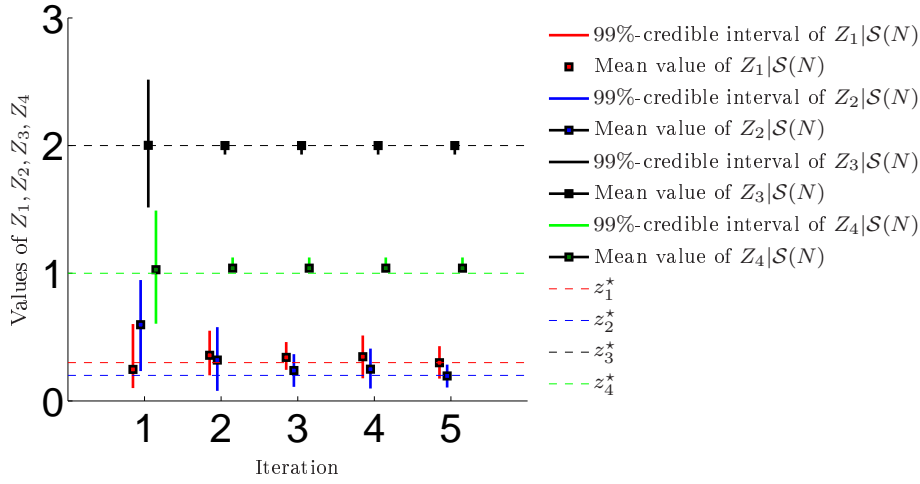 3
2
1
0
Values of Z₁, Z₂, Z₃, Z₄
1 2 3 4 5
Iteration
99%-credible interval of Z₁|𝒮(N)
Mean value of Z₁|𝒮(N)
99%-credible interval of Z₂|𝒮(N)
Mean value of Z₂|𝒮(N)
99%-credible interval of Z₃|𝒮(N)
Mean value of Z₃|𝒮(N)
99%-credible interval of Z₄|𝒮(N)
Mean value of Z₄|𝒮(N)
z₁⋆
z₂⋆
z₃⋆
z₄⋆